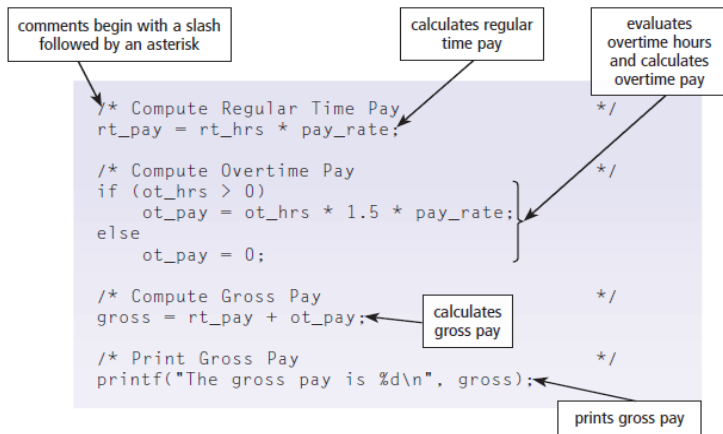 comments begin with a slash
followed by an asterisk
calculates regular
time pay
evaluates
overtime hours
and calculates
overtime pay
/* Compute Regular Time Pay */
rt_pay = rt_hrs * pay_rate;
/* Compute Overtime Pay */
if (ot_hrs > 0)
ot_pay = ot_hrs * 1.5 * pay_rate;
else
ot_pay = 0;
/* Compute Gross Pay */
gross = rt_pay + ot_pay;
calculates
gross pay
/* Print Gross Pay */
printf("The gross pay is %d\n", gross);
prints gross pay